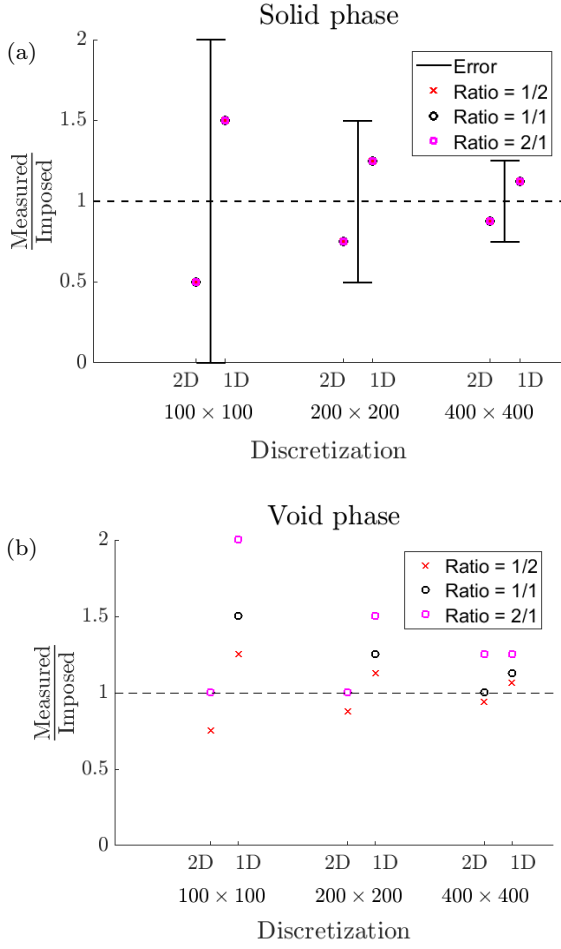 Solid phase
(a)
2
1.5
1
0.5
0
Measured
Imposed
Error
Ratio = 1/2
Ratio = 1/1
Ratio = 2/1
2D 1D 2D 1D 2D 1D
100 × 100 200 × 200 400 × 400
Discretization
Void phase
(b)
2
1.5
1
0.5
0
Measured
Imposed
Ratio = 1/2
Ratio = 1/1
Ratio = 2/1
2D 1D 2D 1D 2D 1D
100 × 100 200 × 200 400 × 400
Discretization